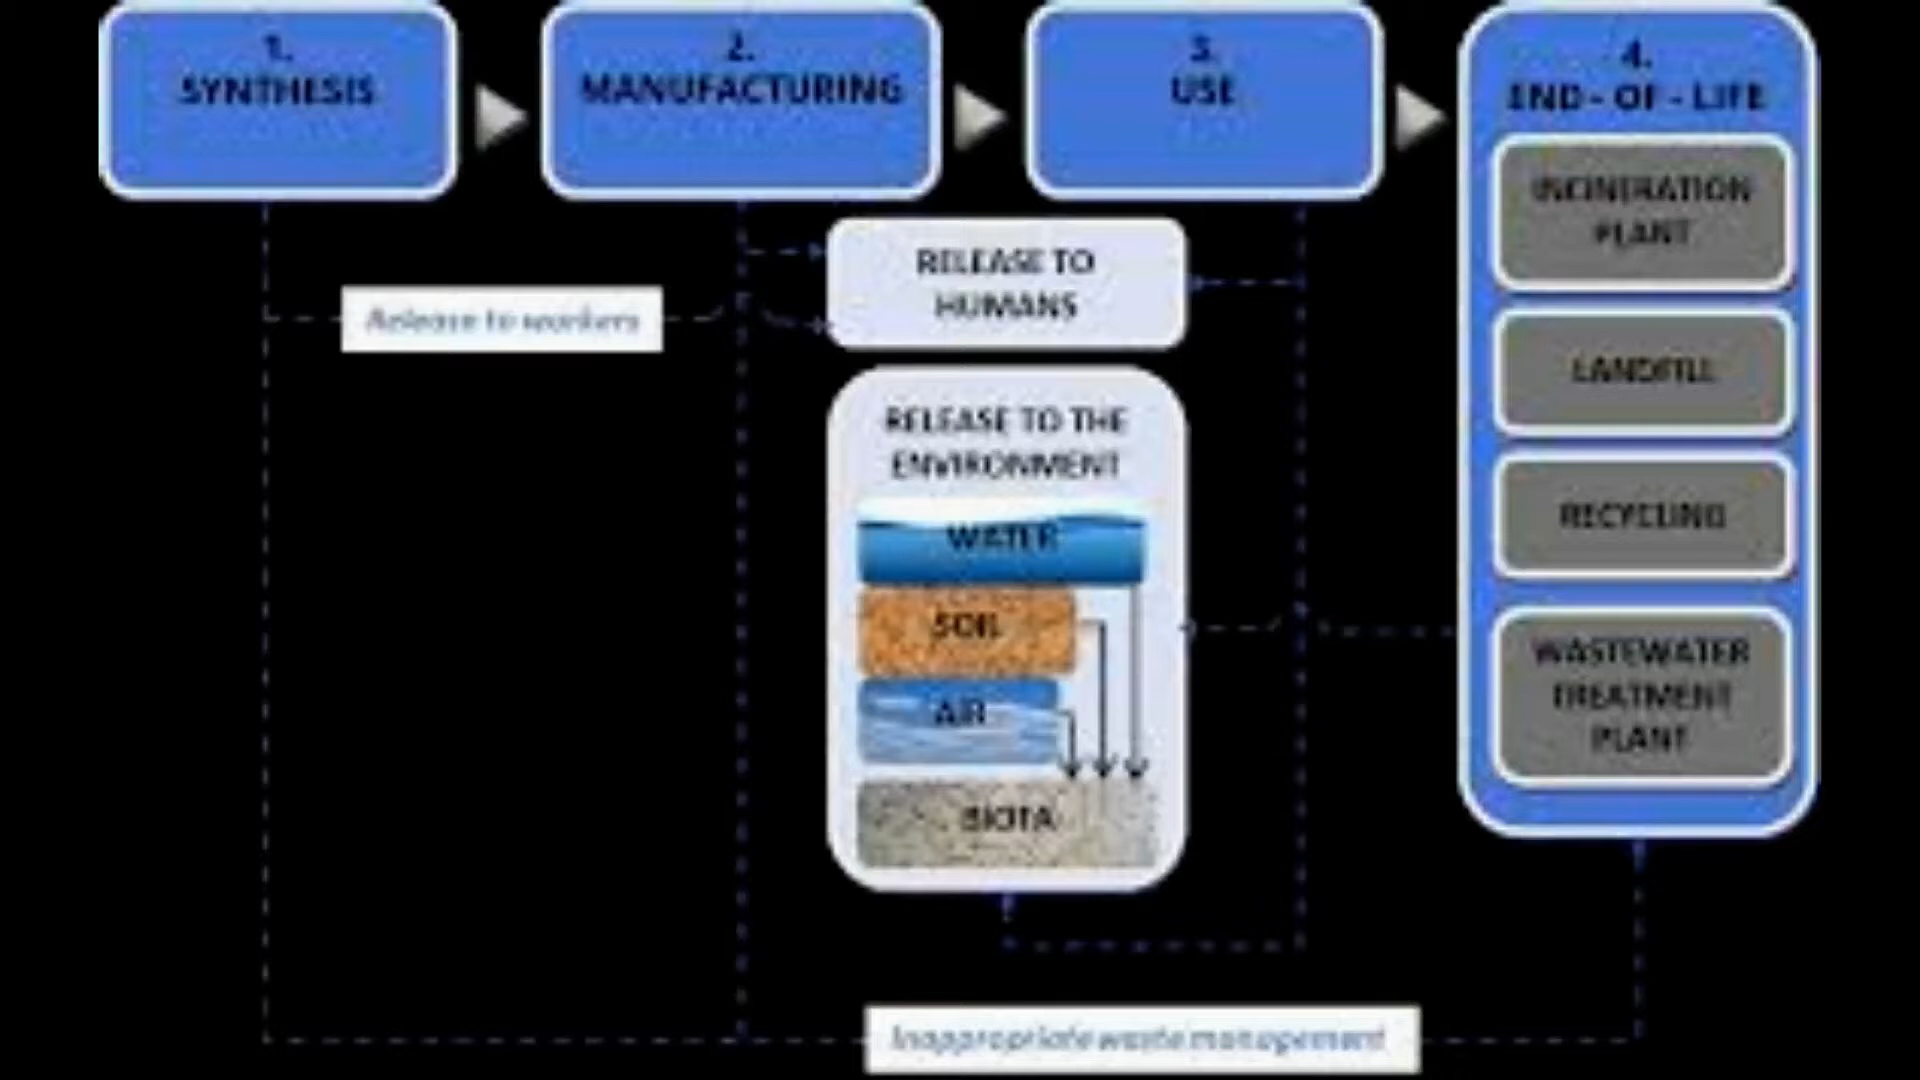 1.
SYNTHESIS
2.
MANUFACTURING
3.
USE
4.
END - OF - LIFE
INCINERATION
PLANT
LANDFILL
RECYCLING
WASTEWATER
TREATMENT
PLANT
RELEASE TO
HUMANS
Release to workers
RELEASE TO THE
ENVIRONMENT
WATER
SOIL
AIR
BIOTA
Inappropriate waste management